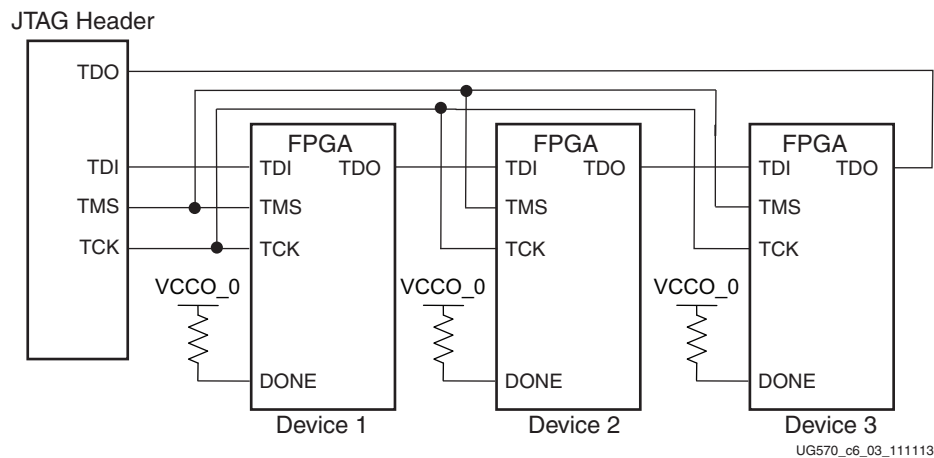 JTAG Header
TDO
TDI
TMS
TCK
FPGA
TDI TDO
TMS
TCK
VCCO_0
DONE
Device 1
FPGA
TDI TDO
TMS
TCK
VCCO_0
DONE
Device 2
FPGA
TDI TDO
TMS
TCK
VCCO_0
DONE
Device 3
UG570_c6_03_111113